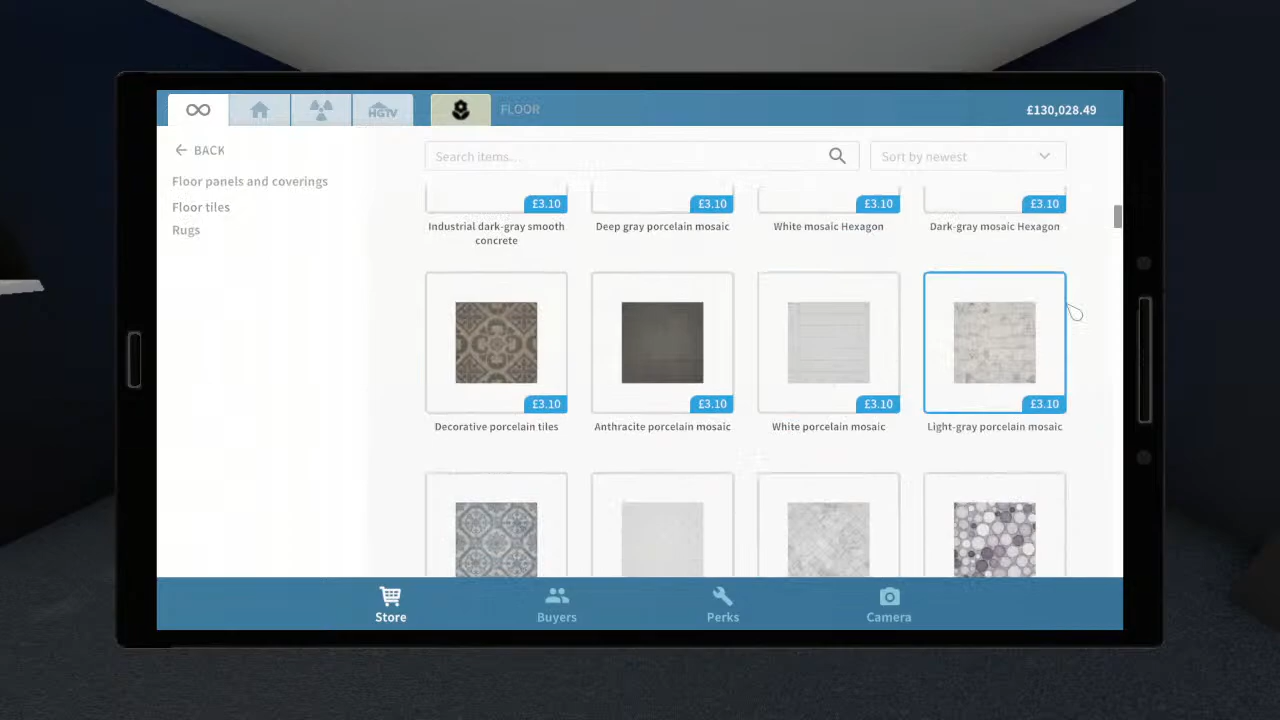 HGTV
FLOOR
£130,028.49
BACK
Search items...
Sort by newest
Floor panels and coverings
Floor tiles
Rugs
£3.10
£3.10
£3.10
£3.10
Industrial dark-gray smooth
concrete
Deep gray porcelain mosaic
White mosaic Hexagon
Dark-gray mosaic Hexagon
£3.10
£3.10
£3.10
£3.10
Decorative porcelain tiles
Anthracite porcelain mosaic
White porcelain mosaic
Light-gray porcelain mosaic
Store
Buyers
Perks
Camera